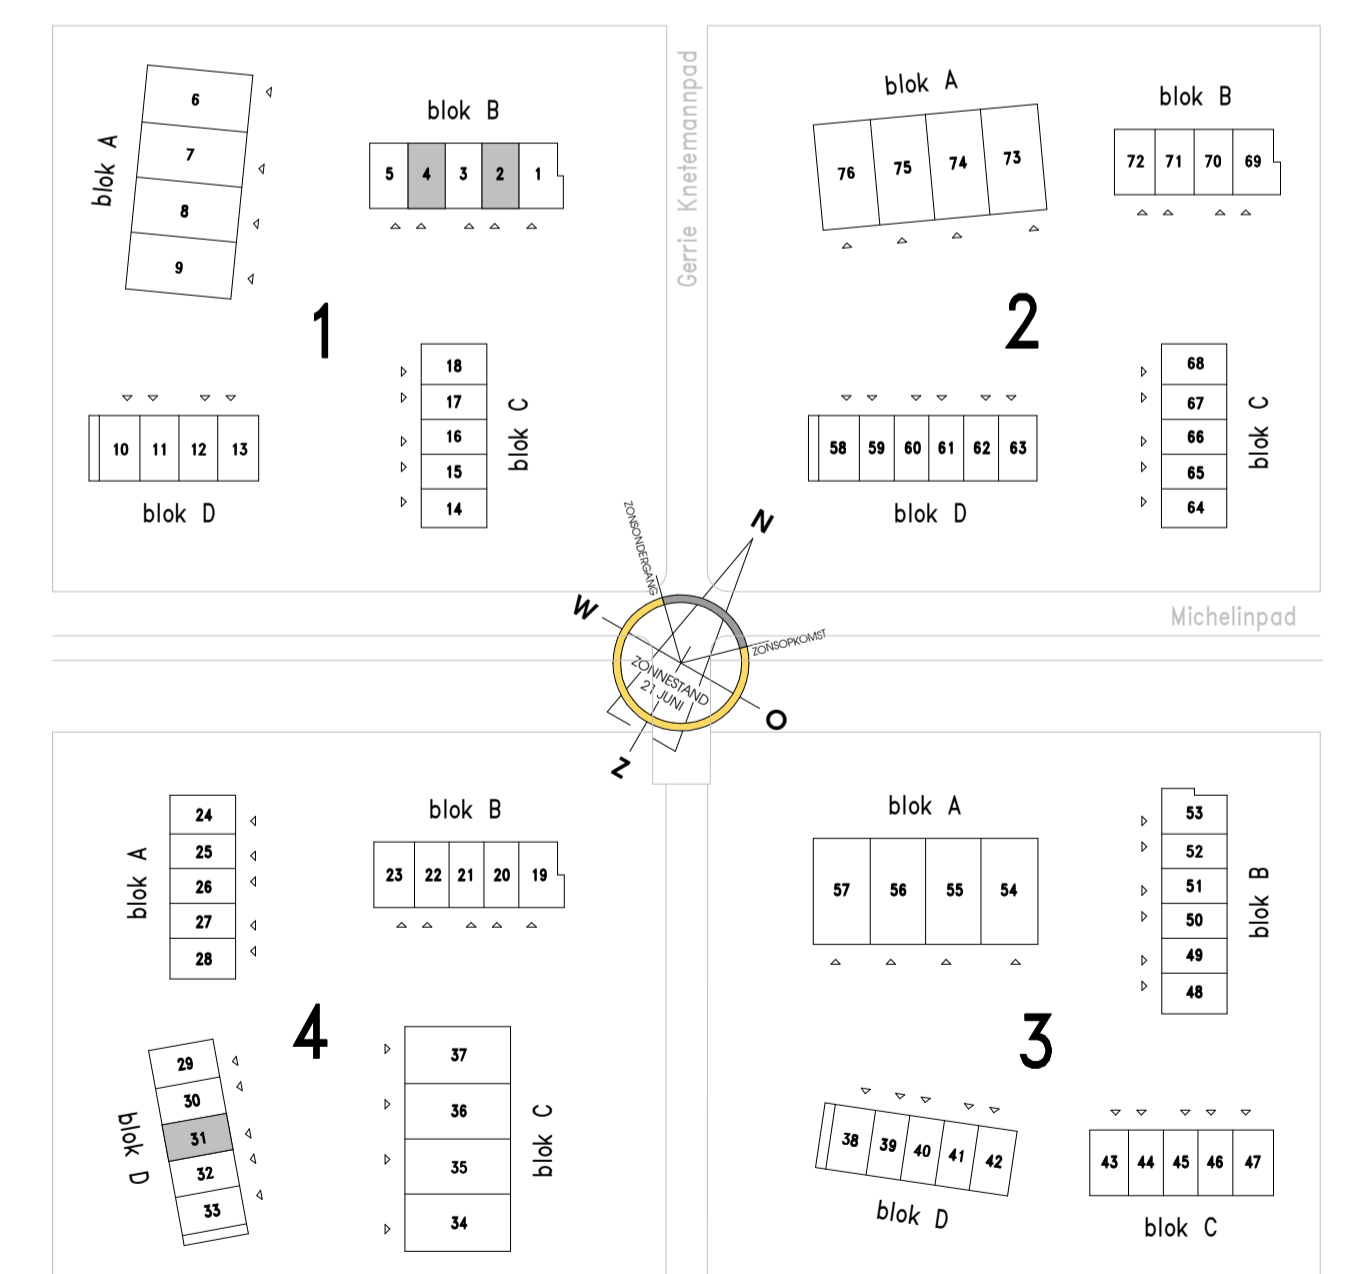 blok A
6
7
8
9
blok B
5 4 3 2 1
1
10 11 12 13
blok D
18
17
16
15
14
blok C
Gerrie Knetemannpad
blok A
76 75 74 73
blok B
72 71 70 69
2
58 59 60 61 62 63
blok D
68
67
66
65
64
blok C
Michelinpad
N
W
O
Z
ZONSONDERGANG
ZONSOPKOMST
ZONNESTAND
21 JUNI
blok A
24
25
26
27
28
blok B
23 22 21 20 19
4
blok D
29
30
31
32
33
37
36
35
34
blok C
blok A
57 56 55 54
53
52
51
50
49
48
blok B
3
38 39 40 41 42
blok D
43 44 45 46 47
blok C